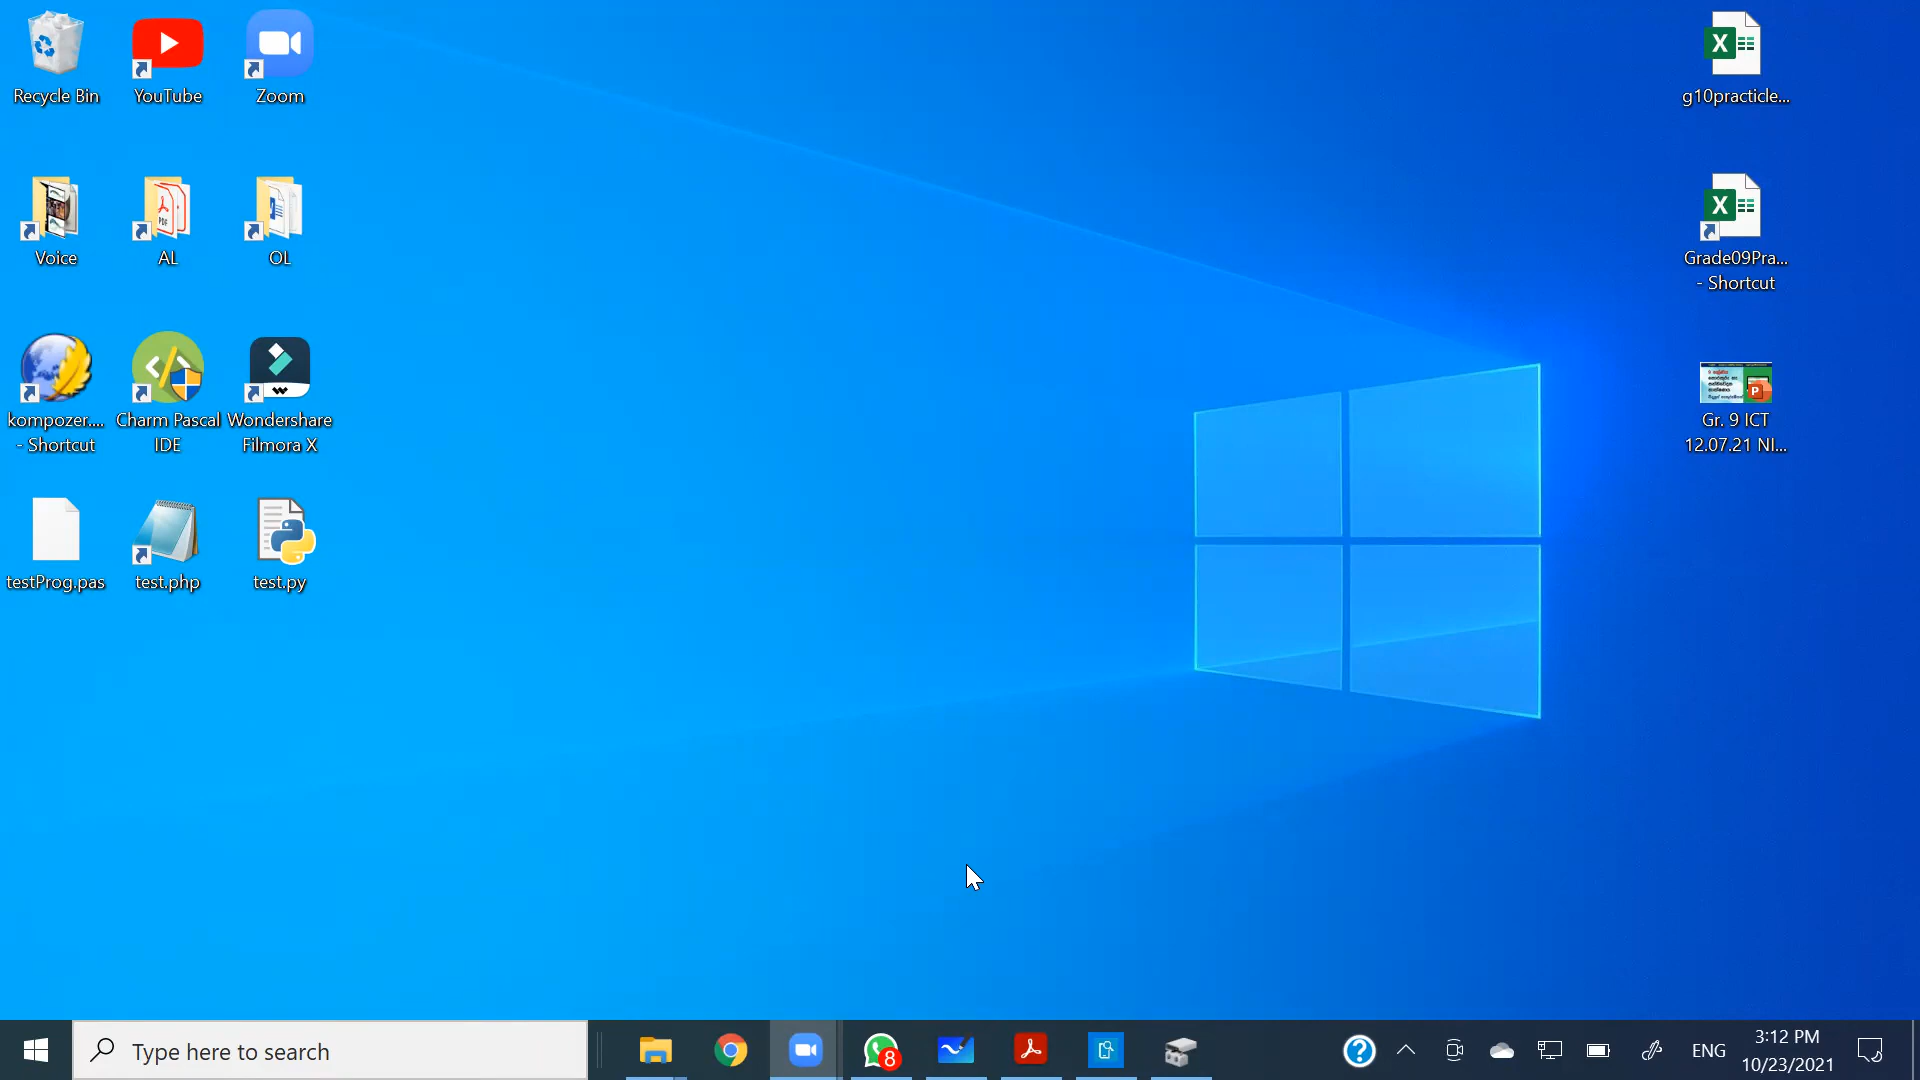 Recycle Bin
YouTube
Zoom
g10practicle...
Voice
AL
OL
Grade09Pra...
- Shortcut
kompozer....
- Shortcut
Charm Pascal
IDE
Wondershare
Filmora X
Gr. 9 ICT
12.07.21 NI...
testProg.pas
test.php
test.py
Type here to search
8
ENG
3:12 PM
10/23/2021